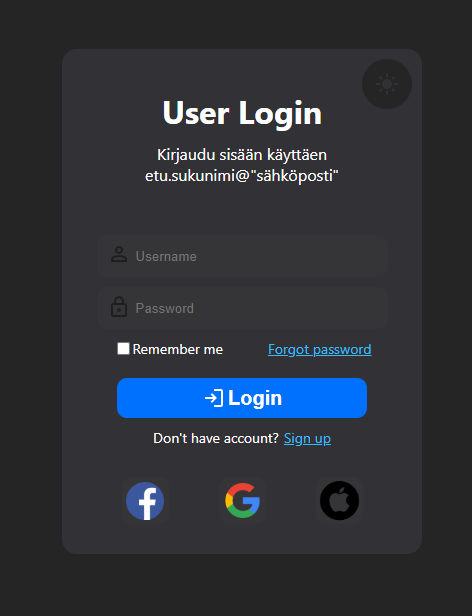 User Login
Kirjaudu sisään käyttäen
etu.sukunimi@"sähköposti"
Username
Password
Remember me Forgot password
Login
Don't have account? Sign up